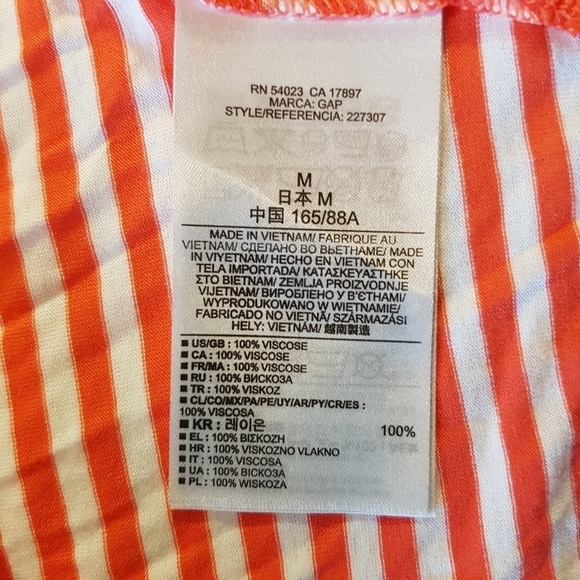 RN 54023 CA 17897
MARCA: GAP
STYLE/REFERENCIA: 227307
M
日本 M
中国 165/88A
MADE IN VIETNAM/ FABRIQUE AU
VIETNAM/ СДЕЛАНО ВО ВЬЕТНАМЕ/ MADE
IN VIYETNAM/ HECHO EN VIETNAM CON
TELA IMPORTADA/ ΚΑΤΑΣΚΕΥΑΣΤΗΚΕ
ΣΤΟ ΒΙΕΤΝΑΜ/ ZEMLJA PROIZVODNJE
VIJETNAM/ ВИРОБЛЕНО У В'ЄТНАМІ/
WYPRODUKOWANO W WIETNAMIE/
FABRICADO NO VIETNÃ/ SZÁRMAZÁSI
HELY: VIETNÁM/ 越南製造
■ US/GB : 100% VISCOSE
■ CA : 100% VISCOSE
■ FR/MA : 100% VISCOSE
■ RU : 100% ВИСКОЗА
■ TR : 100% VISKOZ
■ CL/CO/MX/PA/PE/UY/AR/PY/CR/ES :
100% VISCOSA
■ KR : 레이온 100%
■ EL : 100% ΒΙΣΚΟΖΗ
■ HR : 100% VISKOZNO VLAKNO
■ IT : 100% VISCOSA
■ UA : 100% ВІСКОЗА
■ PL : 100% WISKOZA